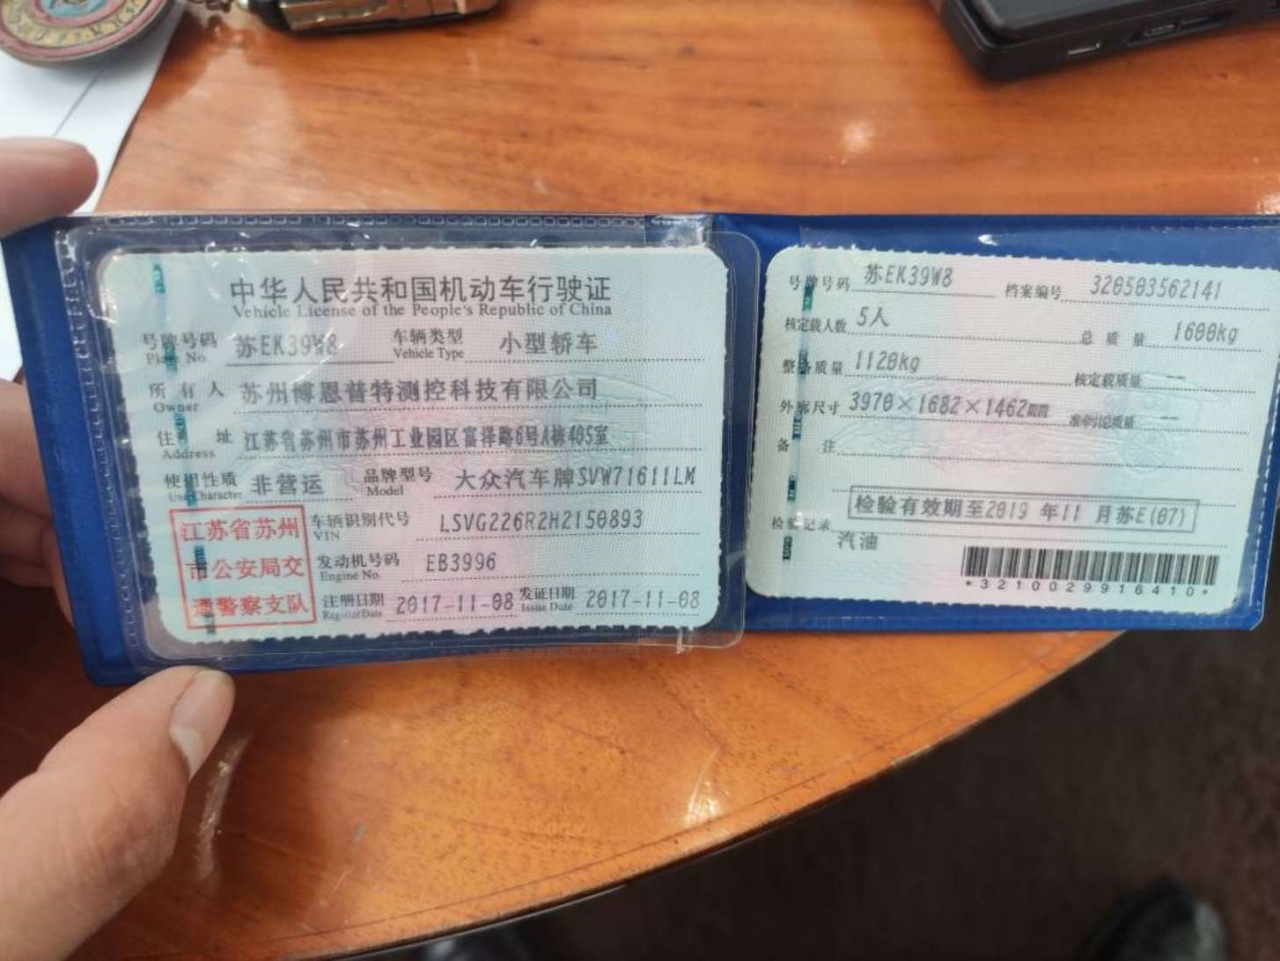 中华人民共和国机动车行驶证
Vehicle License of the People's Republic of China
号牌号码 苏EK39W8 车辆类型 小型轿车
Plate No. Vehicle Type
所有人 苏州博恩普特测控科技有限公司
Owner
住址 江苏省苏州市苏州工业园区富泽路6号A栋405室
Address
使用性质 非营运 品牌型号 大众汽车牌SVW71611LM
Use Character Model
江苏省苏州
市公安局交
通警察支队
车辆识别代号 LSVG226R2H2150893
VIN
发动机号码 EB3996
Engine No.
注册日期 2017-11-08 发证日期 2017-11-08
Register Date Issue Date
号牌号码 苏EK39W8 档案编号 320503562141
核定载人数 5人 总质量 1600kg
整备质量 1120kg 核定载质量 --
外廓尺寸 3970×1682×1462 准牵引总质量 --
备注
检验有效期至2019 年11 月苏E(07)
检验记录
汽油
*3210029916410*